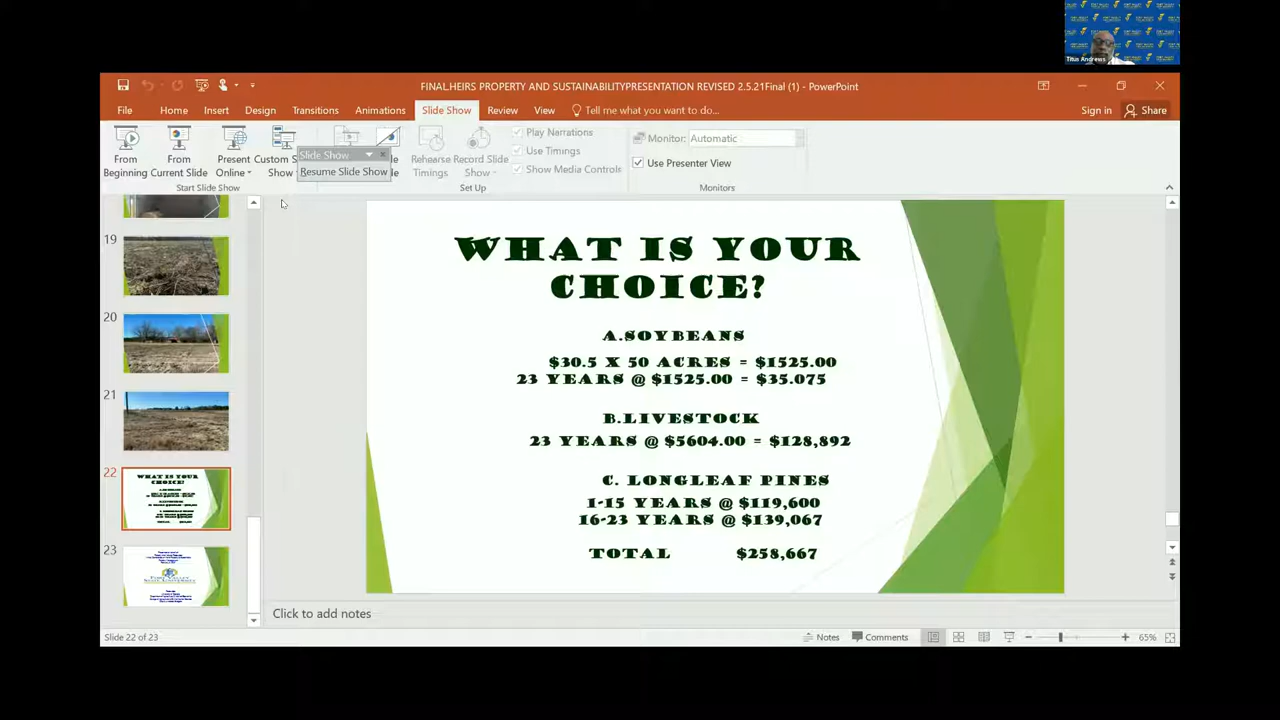 Titus Andrews
FINAL.HEIRS PROPERTY AND SUSTAINABILITYPRESENTATION REVISED 2.5.21Final (1) - PowerPoint
File Home Insert Design Transitions Animations Slide Show Review View Tell me what you want to do... Sign in Share
From Beginning
From Current Slide
Present Online
Custom S
Show
Slide Show
Resume Slide Show
Rehearse Timings
Record Slide Show
Play Narrations
Use Timings
Show Media Controls
Monitor: Automatic
Use Presenter View
Start Slide Show
Set Up
Monitors
19
20
21
22
WHAT IS YOUR
CHOICE?
23
WHAT IS YOUR
CHOICE?
A.SOYBEANS
$30.5 X 50 ACRES = $1525.00
23 YEARS @ $1525.00 = $35.075
B.LIVESTOCK
23 YEARS @ $5604.00 = $128,892
C. LONGLEAF PINES
1-15 YEARS @ $119,600
16-23 YEARS @ $139,067
TOTAL $258,667
Click to add notes
Slide 22 of 23 Notes Comments 65%